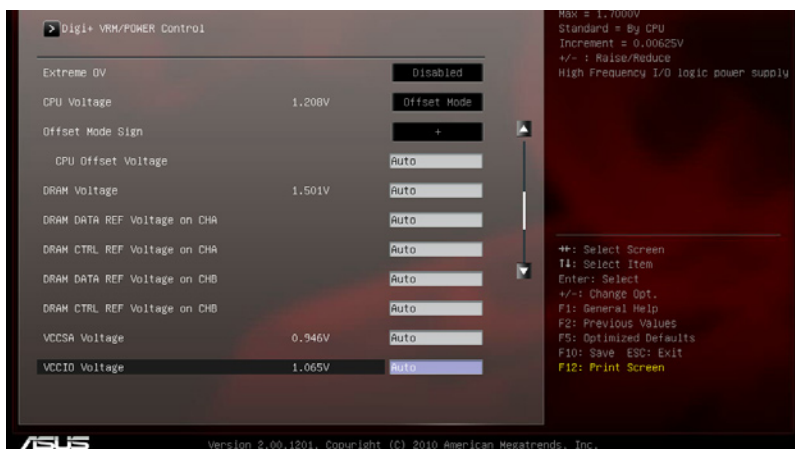 Max = 1.7000V
Standard = By CPU
Increment = 0.00625V
+/- : Raise/Reduce
High Frequency I/O logic power supply
> Digi+ VRM/POWER Control
Extreme OV Disabled
CPU Voltage 1.208V Offset Mode
Offset Mode Sign +
CPU Offset Voltage Auto
DRAM Voltage 1.501V Auto
DRAM DATA REF Voltage on CHA Auto
DRAM CTRL REF Voltage on CHA Auto
DRAM DATA REF Voltage on CHB Auto
DRAM CTRL REF Voltage on CHB Auto
VCCSA Voltage 0.946V Auto
VCCIO Voltage 1.065V Auto
→←: Select Screen
↑↓: Select Item
Enter: Select
+/-: Change Opt.
F1: General Help
F2: Previous Values
F5: Optimized Defaults
F10: Save ESC: Exit
F12: Print Screen
ASUS
Version 2.00.1201. Copyright (C) 2010 American Megatrends, Inc.